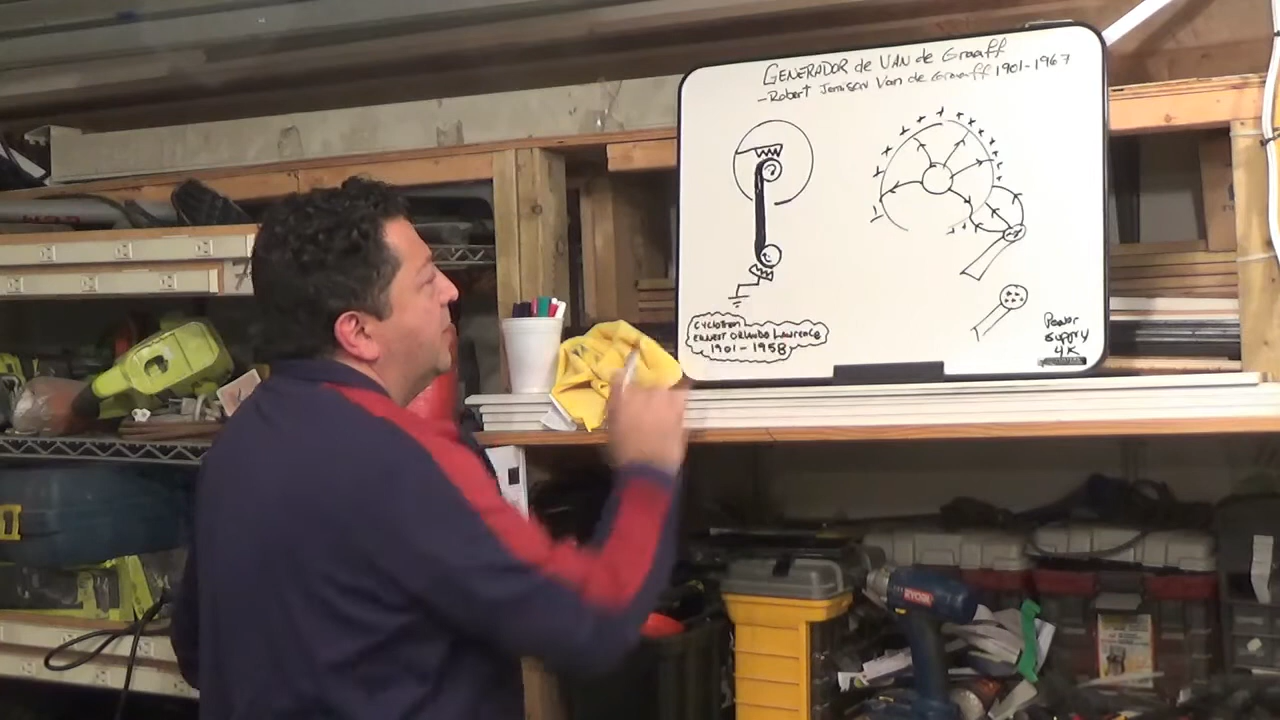 GENERADOR de VAN de Graaff
- Robert Jemison Van de Graaff 1901-1967
Cyclotron
ERNEST ORLANDO LAWRENCE
1901 - 1958
Power
supply
4K
RYOBI